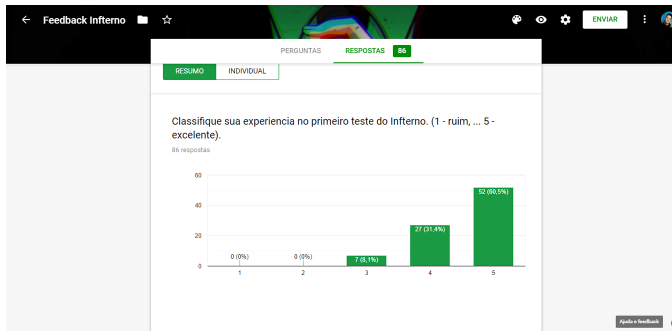 Feedback Infterno
ENVIAR
PERGUNTAS
RESPOSTAS 86
RESUMO
INDIVIDUAL
Classifique sua experiencia no primeiro teste do Infterno. (1 - ruim, ... 5 -
excelente).
86 respostas
60
40
20
0
0 (0%)
0 (0%)
7 (8,1%)
27 (31,4%)
52 (60,5%)
1
2
3
4
5
Ajuda e feedback